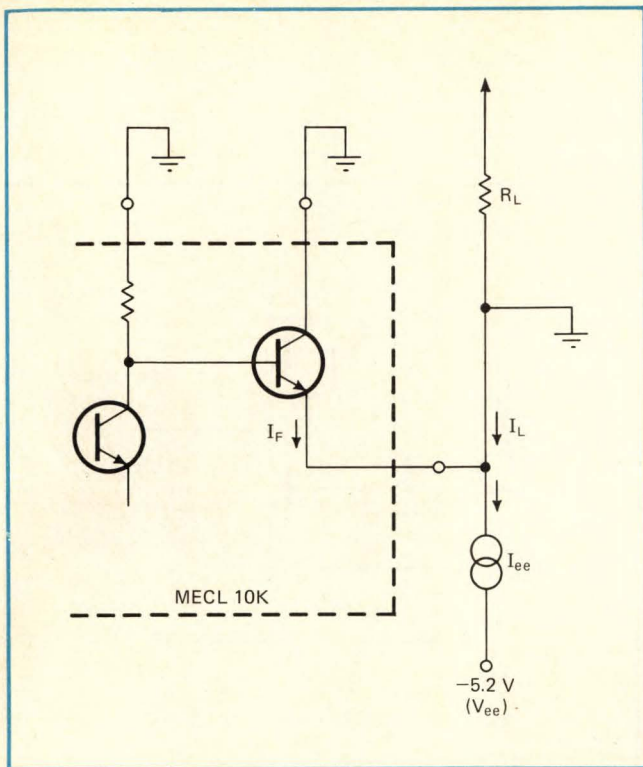 R_L
I_F
I_L
I_ee
MECL 10K
−5.2 V
(V_ee)